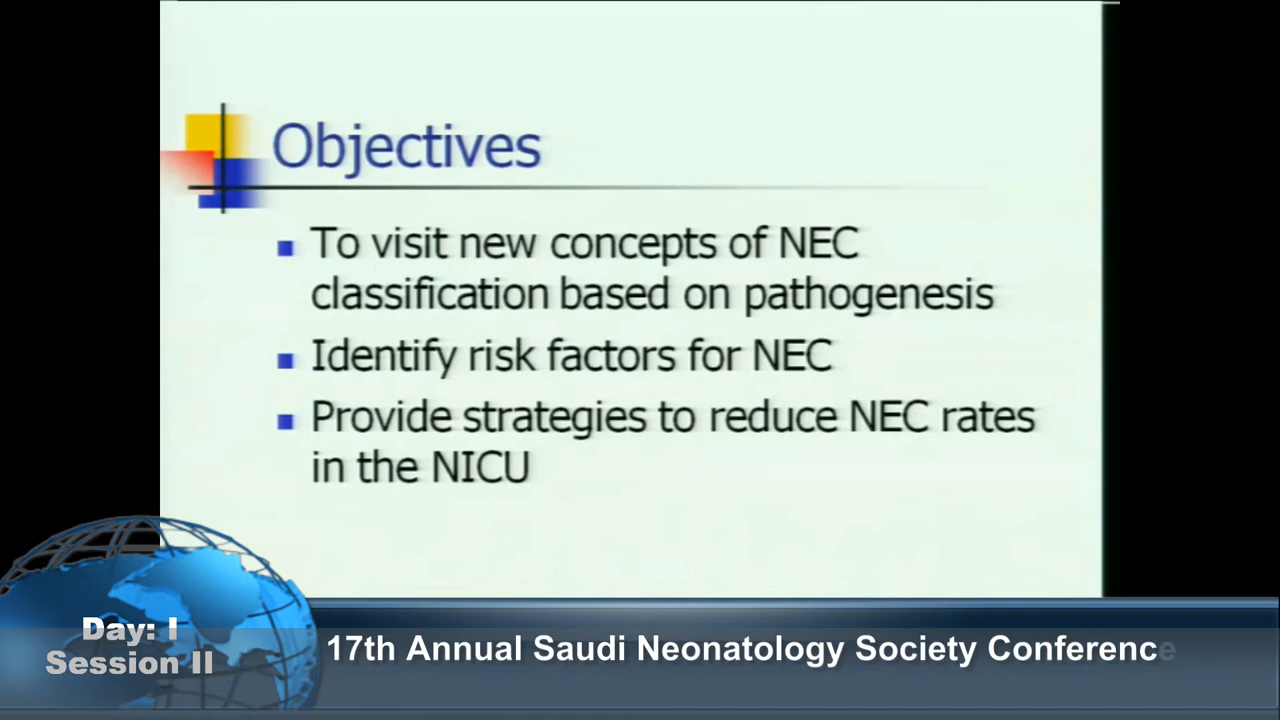 Objectives
To visit new concepts of NEC
classification based on pathogenesis
Identify risk factors for NEC
Provide strategies to reduce NEC rates
in the NICU
Day: I
Session II
17th Annual Saudi Neonatology Society Conference